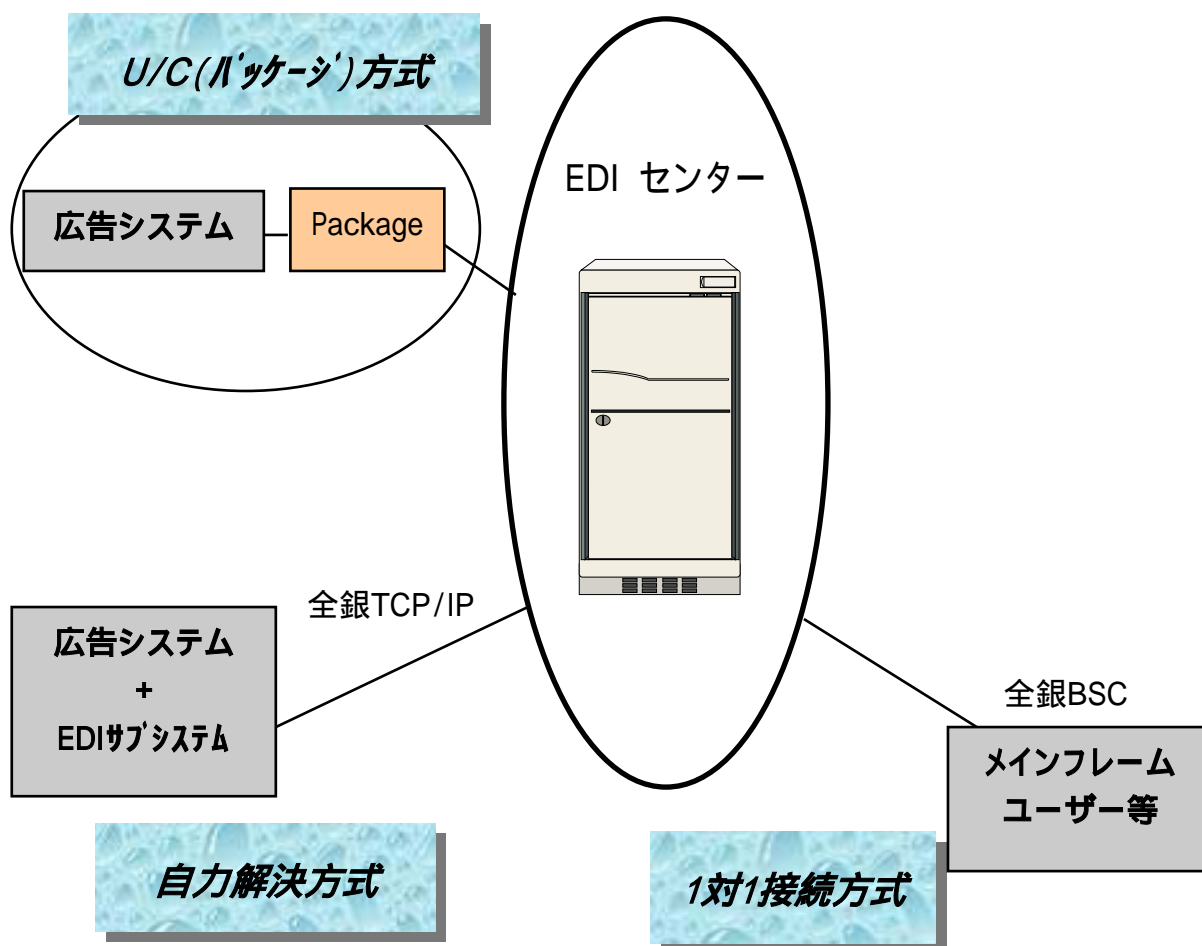 U/C(ﾊﾟｯｹｰｼﾞ)方式
EDI センター
広告システム
Package
全銀TCP/IP
広告システム
+
EDIｻﾌﾞｼｽﾃﾑ
全銀BSC
メインフレーム
ユーザー等
自力解決方式
1対1接続方式